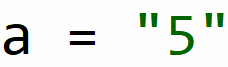 a = "5"